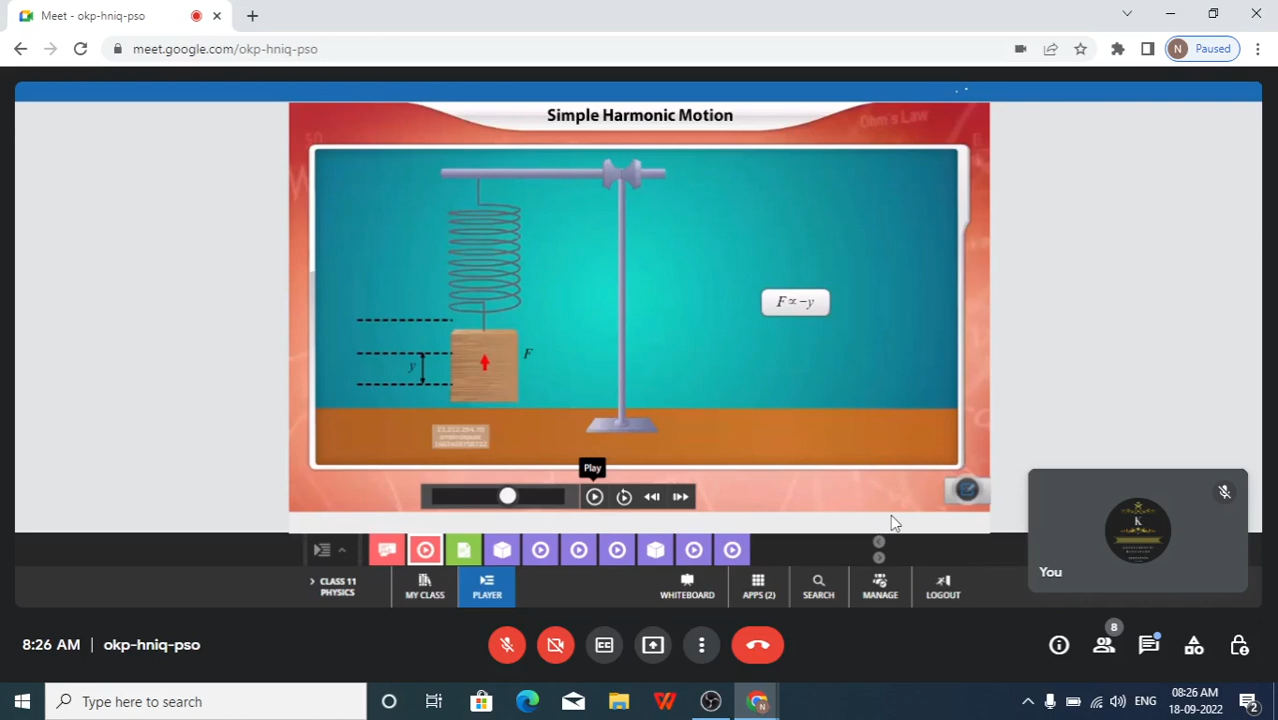 Meet - okp-hniq-pso
meet.google.com/okp-hniq-pso
N Paused
Simple Harmonic Motion
Ohm's Law
F ∝ -y
F
y
Play
K
You
CLASS 11 PHYSICS
MY CLASS
PLAYER
WHITEBOARD
APPS (2)
SEARCH
MANAGE
LOGOUT
8:26 AM okp-hniq-pso
8
Type here to search
ENG
08:26 AM
18-09-2022
2